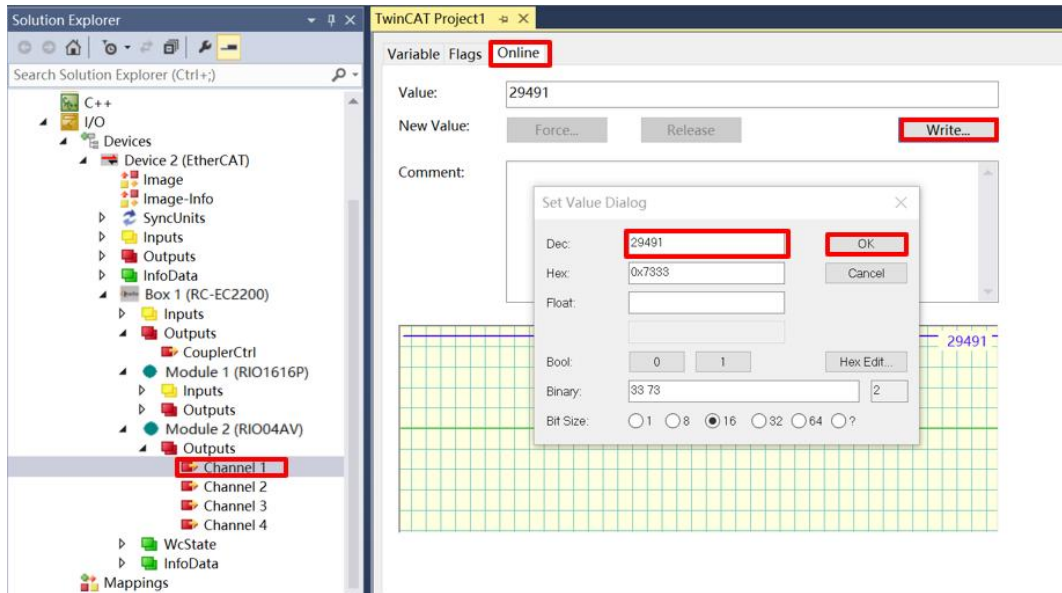 Solution Explorer
Search Solution Explorer (Ctrl+;)
C++
I/O
Devices
Device 2 (EtherCAT)
Image
Image-Info
SyncUnits
Inputs
Outputs
InfoData
Box 1 (RC-EC2200)
Inputs
Outputs
CouplerCtrl
Module 1 (RIO1616P)
Inputs
Outputs
Module 2 (RIO04AV)
Outputs
Channel 1
Channel 2
Channel 3
Channel 4
WcState
InfoData
Mappings
TwinCAT Project1
Variable Flags Online
Value: 29491
New Value: Force... Release Write...
Comment:
Set Value Dialog
Dec: 29491 OK
Hex: 0x7333 Cancel
Float:
Bool: 0 1 Hex Edit...
Binary: 33 73 2
Bit Size: 1 8 16 32 64 ?
29491